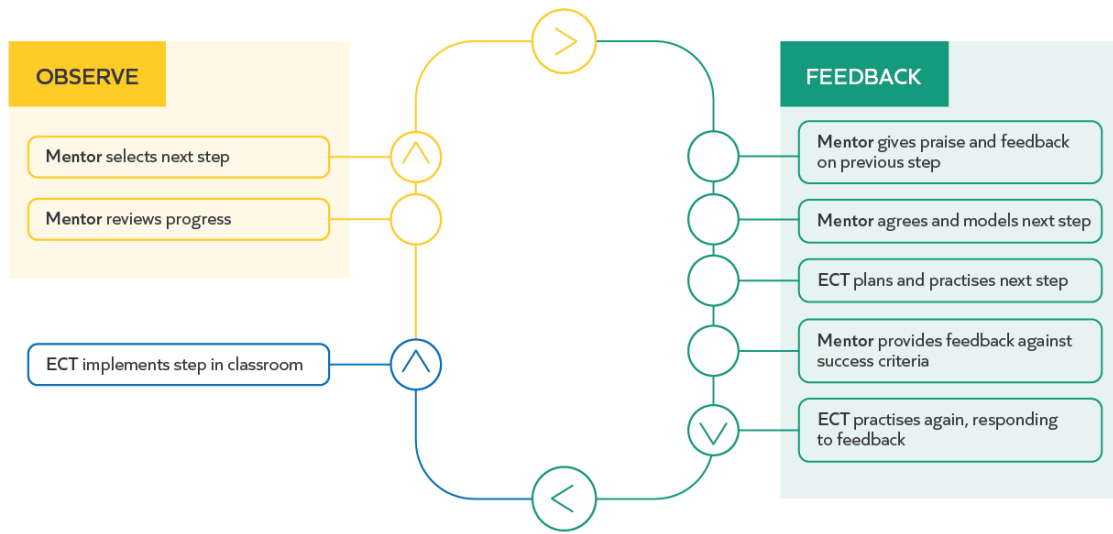 OBSERVE
Mentor selects next step
Mentor reviews progress
ECT implements step in classroom
FEEDBACK
Mentor gives praise and feedback
on previous step
Mentor agrees and models next step
ECT plans and practises next step
Mentor provides feedback against
success criteria
ECT practises again, responding
to feedback